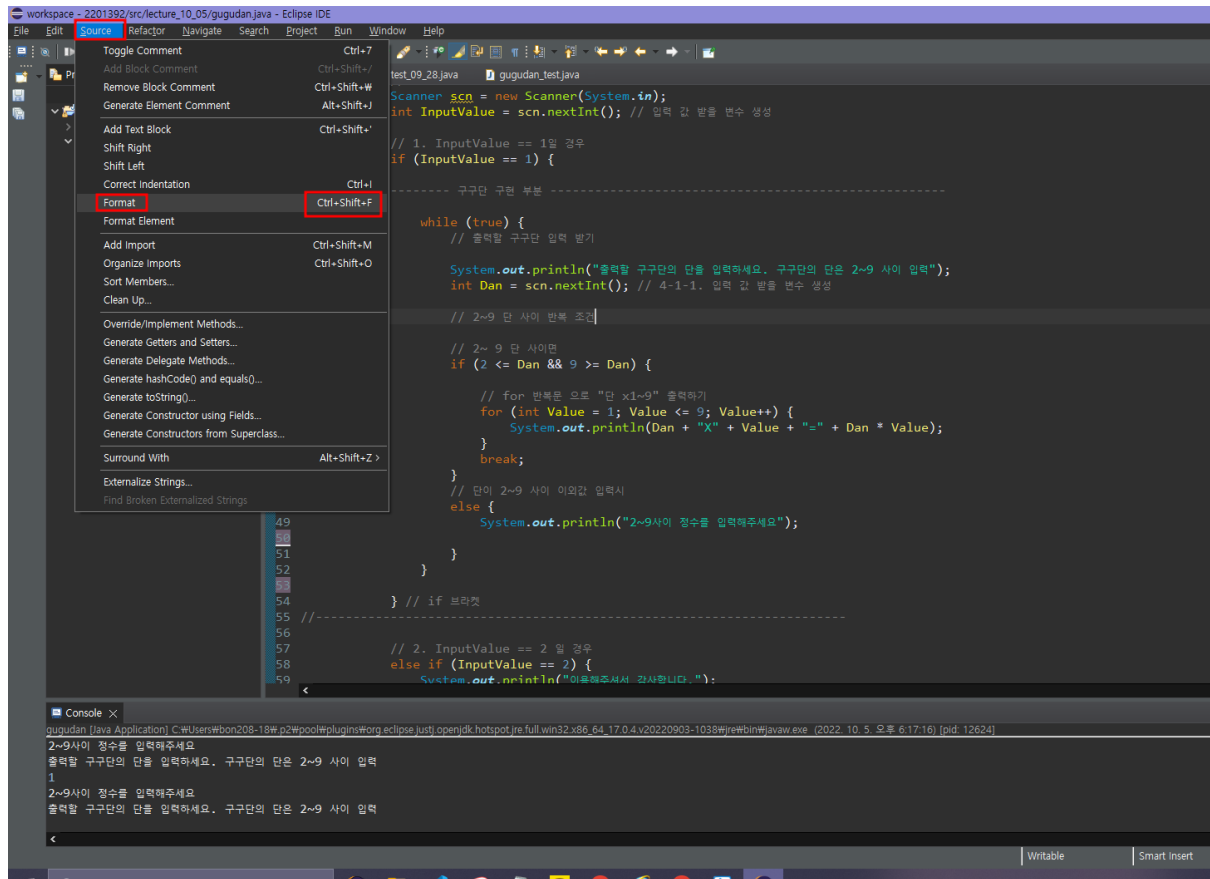 workspace - 2201392/src/lecture_10_05/gugudan.java - Eclipse IDE
File Edit Source Refactor Navigate Search Project Run Window Help
Toggle Comment Ctrl+7
Add Block Comment Ctrl+Shift+/
Remove Block Comment Ctrl+Shift+₩
Generate Element Comment Alt+Shift+J
Add Text Block Ctrl+Shift+'
Shift Right
Shift Left
Correct Indentation Ctrl+I
Format Ctrl+Shift+F
Format Element
Add Import Ctrl+Shift+M
Organize Imports Ctrl+Shift+O
Sort Members...
Clean Up...
Override/Implement Methods...
Generate Getters and Setters...
Generate Delegate Methods...
Generate hashCode() and equals()...
Generate toString()...
Generate Constructor using Fields...
Generate Constructors from Superclass...
Surround With Alt+Shift+Z >
Externalize Strings...
Find Broken Externalized Strings
Pr
test_09_28.java gugudan_test.java
Scanner scn = new Scanner(System.in);
int InputValue = scn.nextInt(); // 입력 값 받을 변수 생성
// 1. InputValue == 1일 경우
if (InputValue == 1) {
-------- 구구단 구현 부분 -----------------------------------------------------
while (true) {
// 출력할 구구단 입력 받기
System.out.println("출력할 구구단의 단을 입력하세요. 구구단의 단은 2~9 사이 입력");
int Dan = scn.nextInt(); // 4-1-1. 입력 값 받을 변수 생성
// 2~9 단 사이 반복 조건
// 2~ 9 단 사이면
if (2 <= Dan && 9 >= Dan) {
// for 반복문 으로 "단 x1~9" 출력하기
for (int Value = 1; Value <= 9; Value++) {
System.out.println(Dan + "X" + Value + "=" + Dan * Value);
}
break;
}
// 단이 2~9 사이 이외값 입력시
else {
49 System.out.println("2~9사이 정수를 입력해주세요");
50
51 }
52 }
53
54 } // if 브라켓
55 //-----------------------------------------------------------------------
56
57 // 2. InputValue == 2 일 경우
58 else if (InputValue == 2) {
59 System.out.println("이용해주셔서 감사합니다.");
Console
gugudan [Java Application] C:₩Users₩bon208-18₩.p2₩pool₩plugins₩org.eclipse.justj.openjdk.hotspot.jre.full.win32.x86_64_17.0.4.v20220903-1038₩jre₩bin₩javaw.exe (2022. 10. 5. 오후 6:17:16) [pid: 12624]
2~9사이 정수를 입력해주세요
출력할 구구단의 단을 입력하세요. 구구단의 단은 2~9 사이 입력
1
2~9사이 정수를 입력해주세요
출력할 구구단의 단을 입력하세요. 구구단의 단은 2~9 사이 입력
Writable Smart Insert